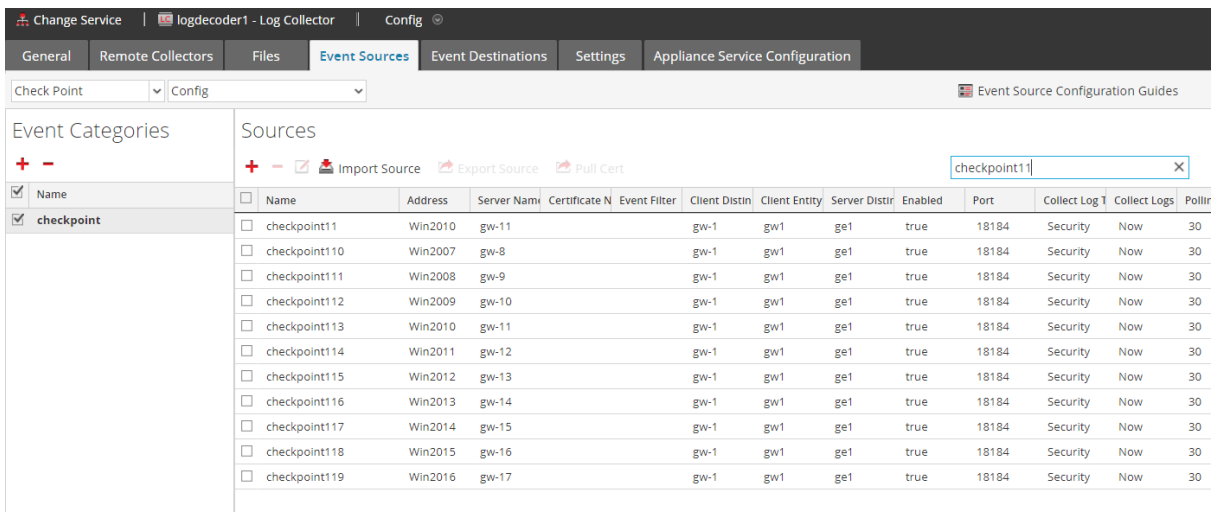 Change Service | LC logdecoder1 - Log Collector || Config
General Remote Collectors Files Event Sources Event Destinations Settings Appliance Service Configuration
Check Point Config Event Source Configuration Guides
Event Categories Sources
+ − + − Import Source Export Source Pull Cert checkpoint11 ×
Name
checkpoint
Name Address Server Name Certificate N Event Filter Client Distin Client Entity Server Distin Enabled Port Collect Log T Collect Logs Pollin
checkpoint11 Win2010 gw-11 gw-1 gw1 ge1 true 18184 Security Now 30
checkpoint110 Win2007 gw-8 gw-1 gw1 ge1 true 18184 Security Now 30
checkpoint111 Win2008 gw-9 gw-1 gw1 ge1 true 18184 Security Now 30
checkpoint112 Win2009 gw-10 gw-1 gw1 ge1 true 18184 Security Now 30
checkpoint113 Win2010 gw-11 gw-1 gw1 ge1 true 18184 Security Now 30
checkpoint114 Win2011 gw-12 gw-1 gw1 ge1 true 18184 Security Now 30
checkpoint115 Win2012 gw-13 gw-1 gw1 ge1 true 18184 Security Now 30
checkpoint116 Win2013 gw-14 gw-1 gw1 ge1 true 18184 Security Now 30
checkpoint117 Win2014 gw-15 gw-1 gw1 ge1 true 18184 Security Now 30
checkpoint118 Win2015 gw-16 gw-1 gw1 ge1 true 18184 Security Now 30
checkpoint119 Win2016 gw-17 gw-1 gw1 ge1 true 18184 Security Now 30